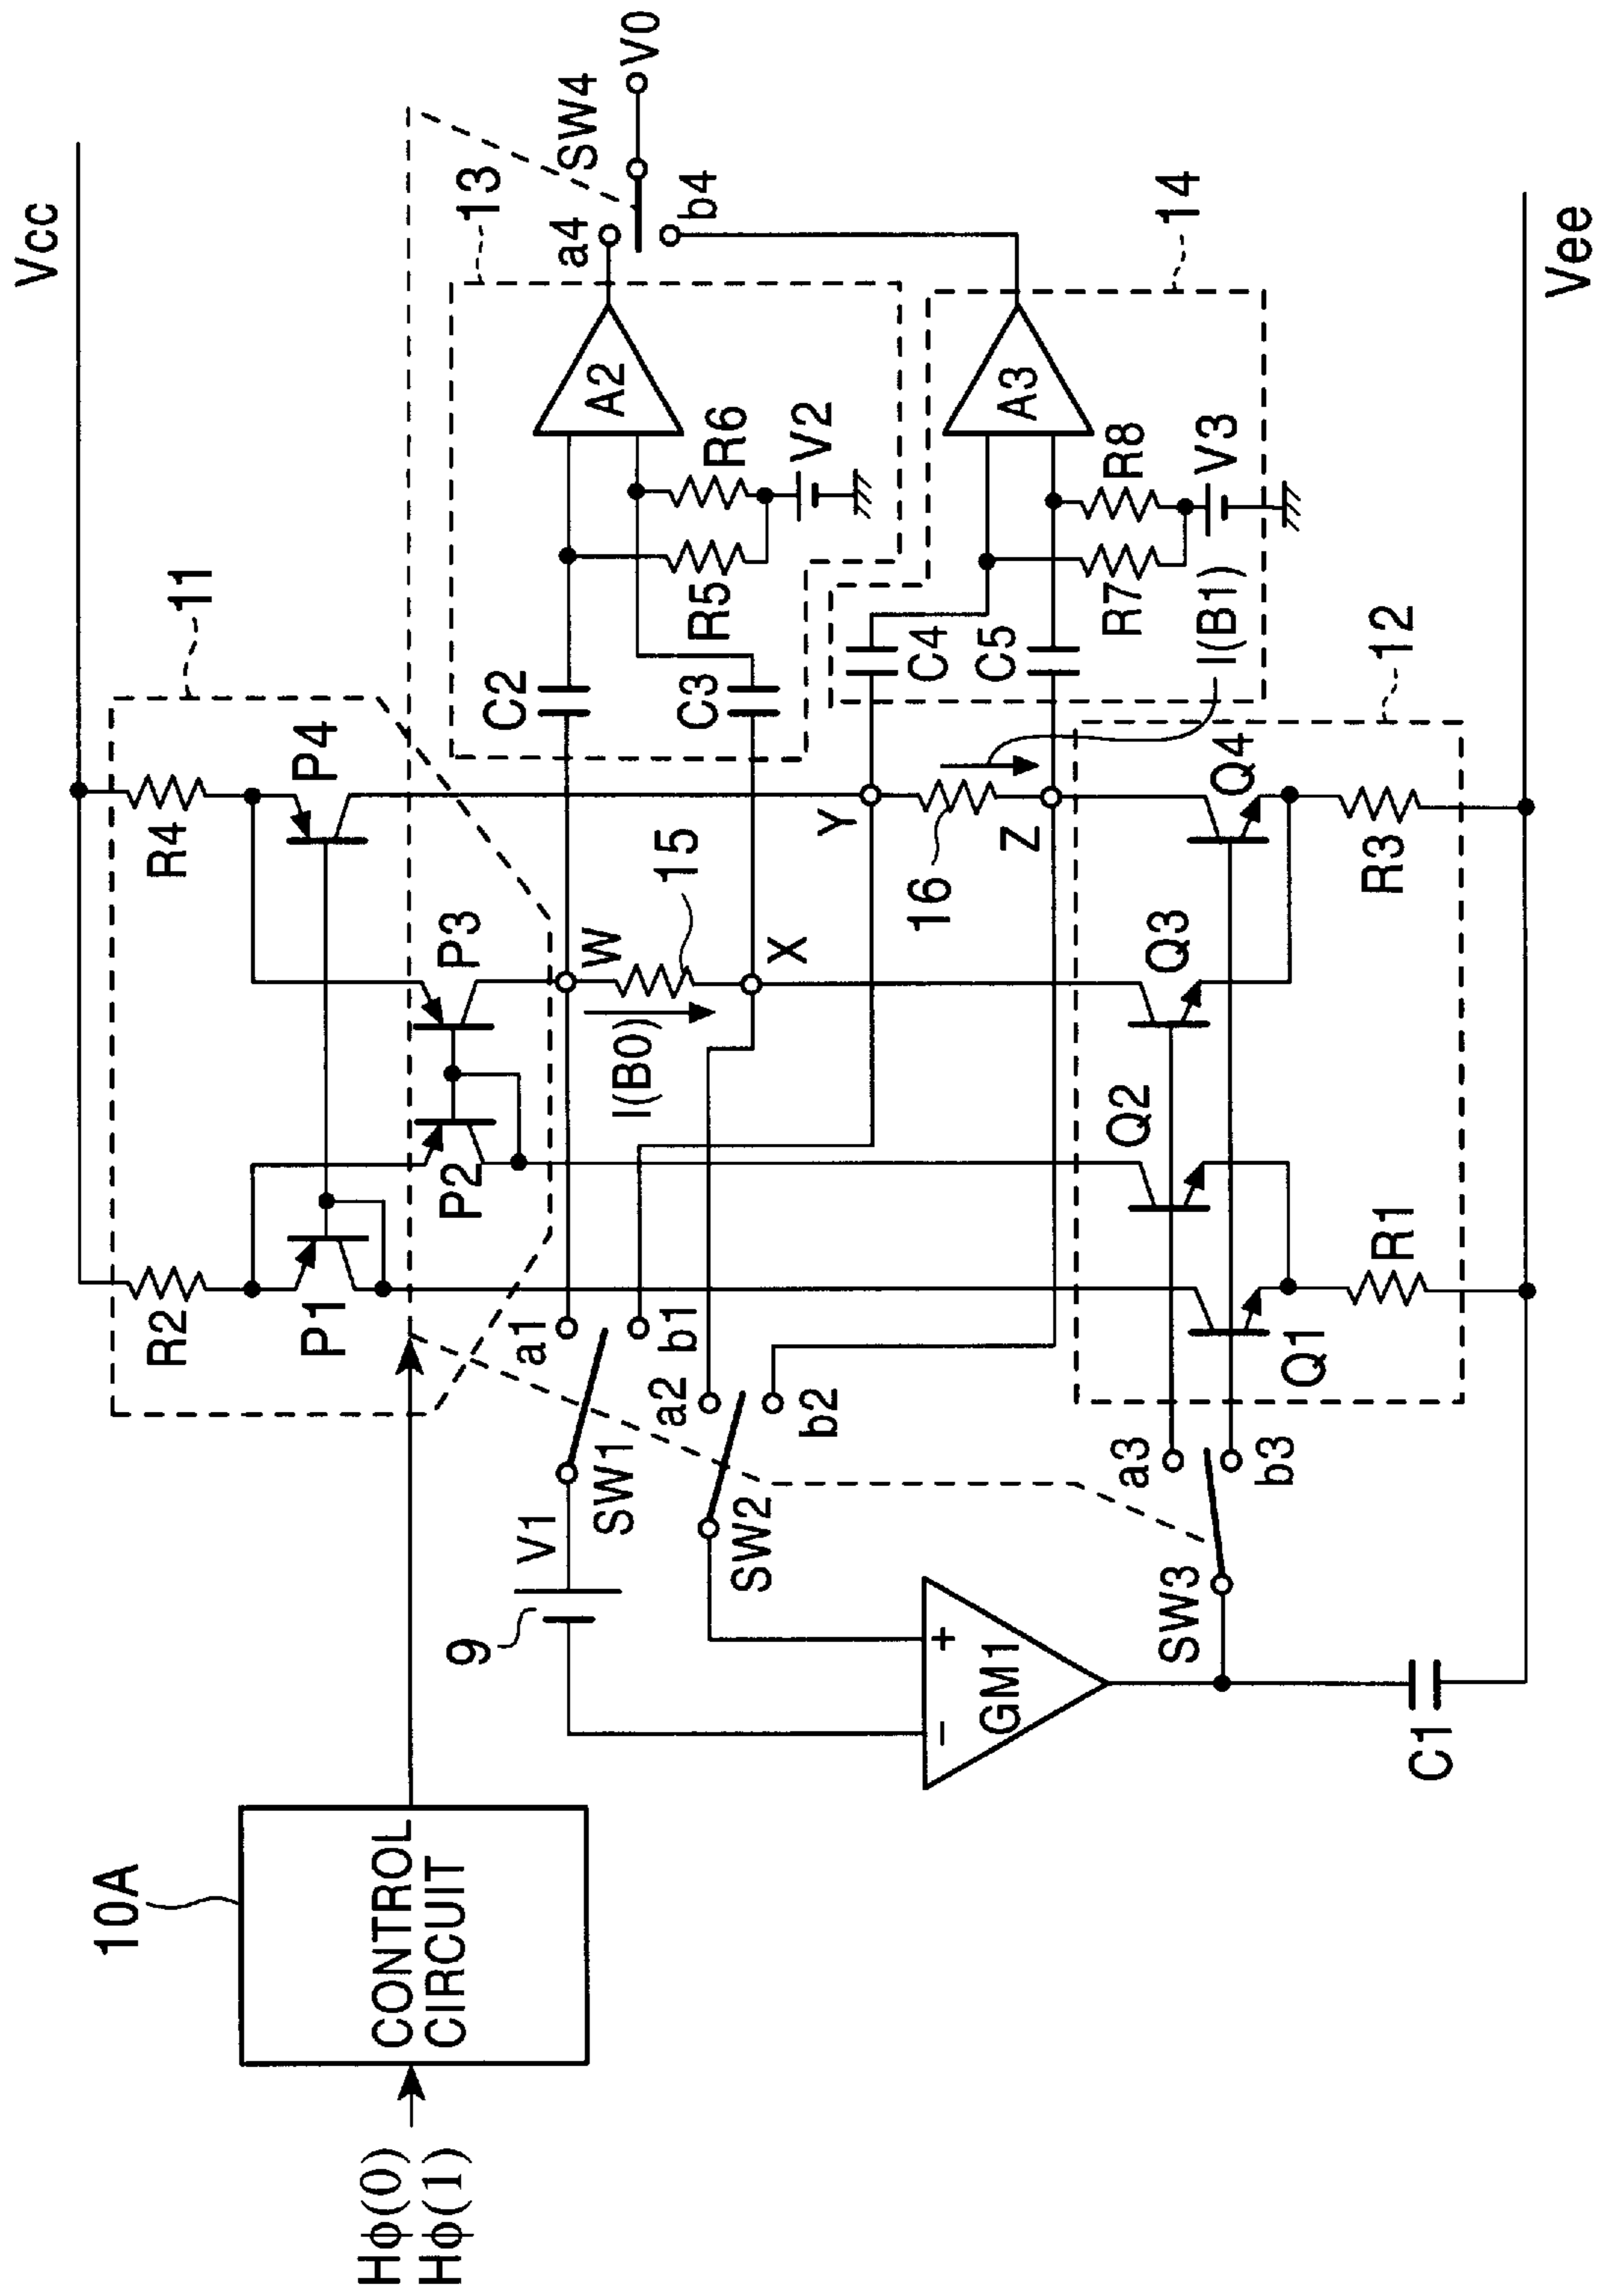 Hφ(0)
Hφ(1)
10A
CONTROL
CIRCUIT
Vcc
11
R2
R4
P1
P2
P3
P4
13
C2
C3
R5
R6
V2
A2
a4
SW4
b4
V0
W
15
X
I(B0)
9
V1
SW1
a1
b1
SW2
a2
b2
Y
16
Z
C4
C5
R7
R8
V3
A3
14
I(B1)
GM1
+
−
SW3
a3
b3
Q1
Q2
Q3
Q4
12
R1
R3
C1
Vee